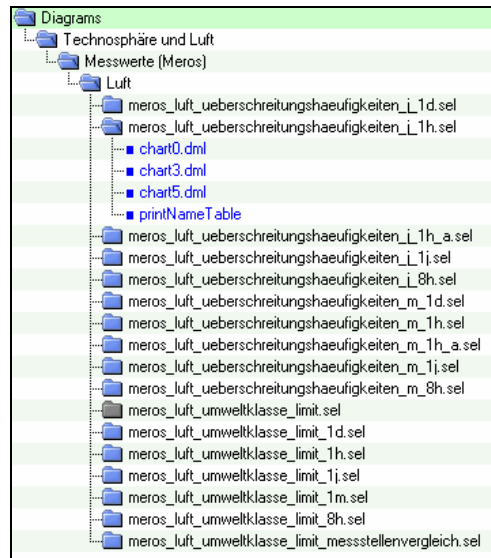 Diagrams
Technosphäre und Luft
Messwerte (Meros)
Luft
meros_luft_ueberschreitungshaeufigkeiten_j_1d.sel
meros_luft_ueberschreitungshaeufigkeiten_j_1h.sel
chart0.dml
chart3.dml
chart5.dml
printNameTable
meros_luft_ueberschreitungshaeufigkeiten_j_1h_a.sel
meros_luft_ueberschreitungshaeufigkeiten_j_1j.sel
meros_luft_ueberschreitungshaeufigkeiten_j_8h.sel
meros_luft_ueberschreitungshaeufigkeiten_m_1d.sel
meros_luft_ueberschreitungshaeufigkeiten_m_1h.sel
meros_luft_ueberschreitungshaeufigkeiten_m_1h_a.sel
meros_luft_ueberschreitungshaeufigkeiten_m_1j.sel
meros_luft_ueberschreitungshaeufigkeiten_m_8h.sel
meros_luft_umweltklasse_limit.sel
meros_luft_umweltklasse_limit_1d.sel
meros_luft_umweltklasse_limit_1h.sel
meros_luft_umweltklasse_limit_1j.sel
meros_luft_umweltklasse_limit_1m.sel
meros_luft_umweltklasse_limit_8h.sel
meros_luft_umweltklasse_limit_messstellenvergleich.sel